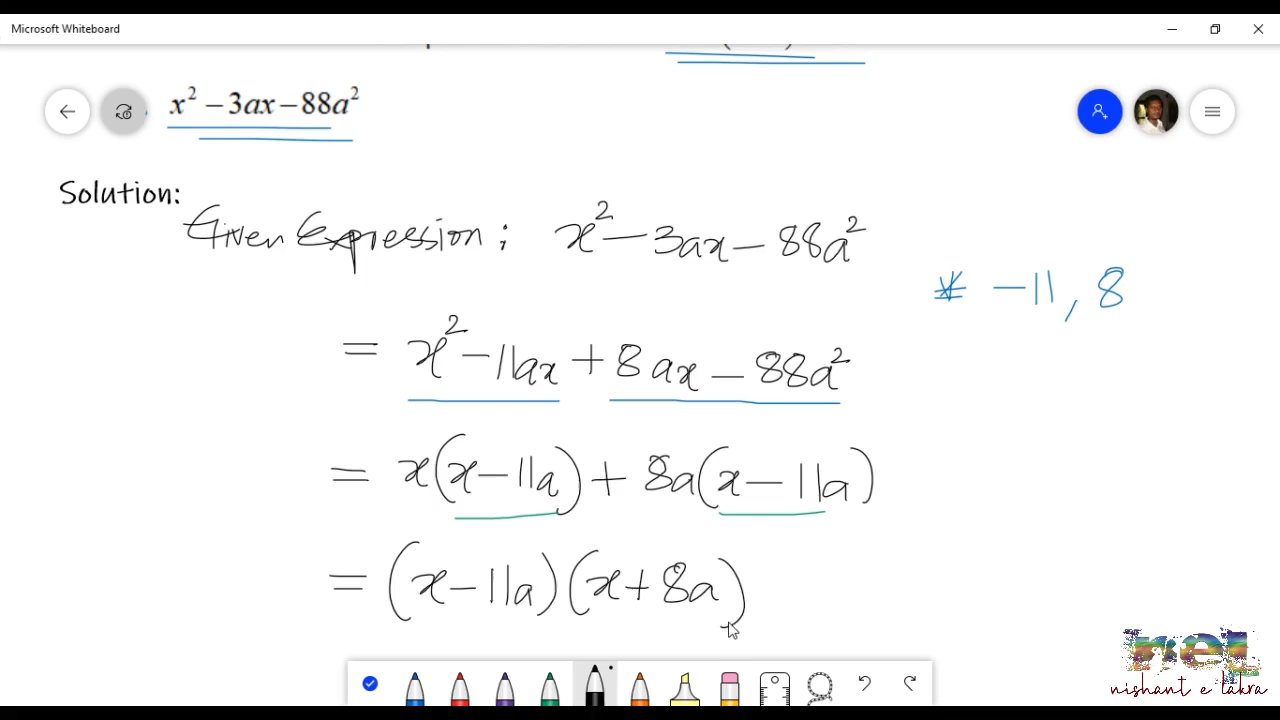 Microsoft Whiteboard
x² – 3ax – 88a²
Solution:
Given Expression : x² – 3ax – 88a²
* –11, 8
= x² – 11ax + 8ax – 88a²
= x(x – 11a) + 8a(x – 11a)
= (x – 11a)(x + 8a)
nel
nishant e lakra